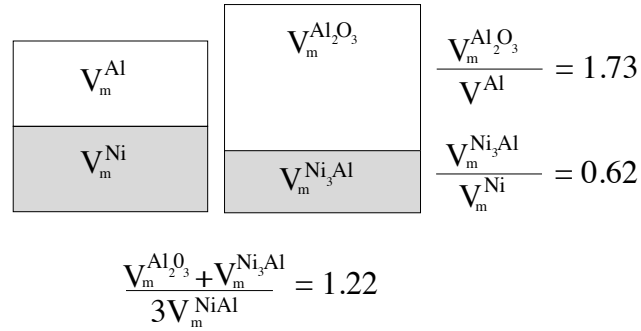 V_m^Al
V_m^Ni
V_m^Al₂O₃
V_m^Ni₃Al
V_m^Al₂O₃ / V^Al = 1.73
V_m^Ni₃Al / V_m^Ni = 0.62
V_m^Al₂0₃ + V_m^Ni₃Al / 3V_m^NiAl = 1.22